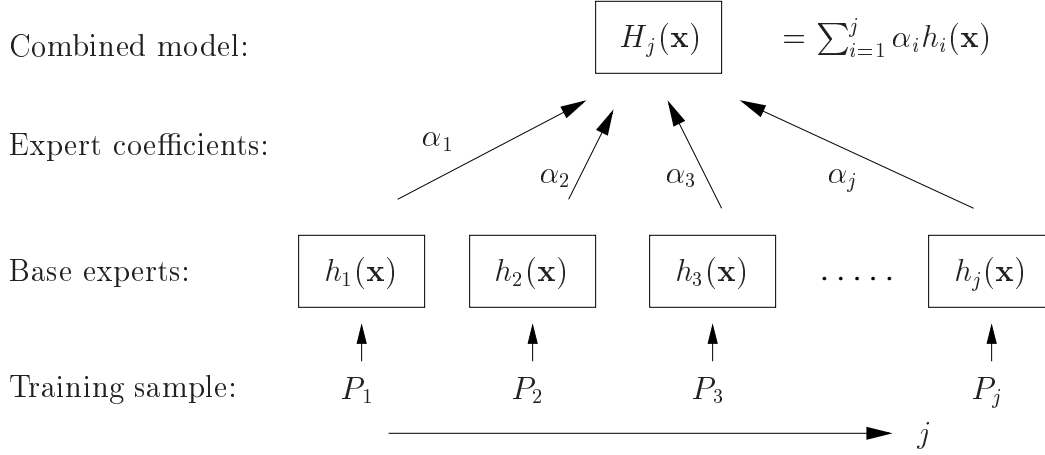 Combined model: H_j(x) = ∑_{i=1}^{j} α_i h_i(x)
Expert coefficients: α_1 α_2 α_3 α_j
Base experts: h_1(x) h_2(x) h_3(x) ..... h_j(x)
Training sample: P_1 P_2 P_3 P_j
j